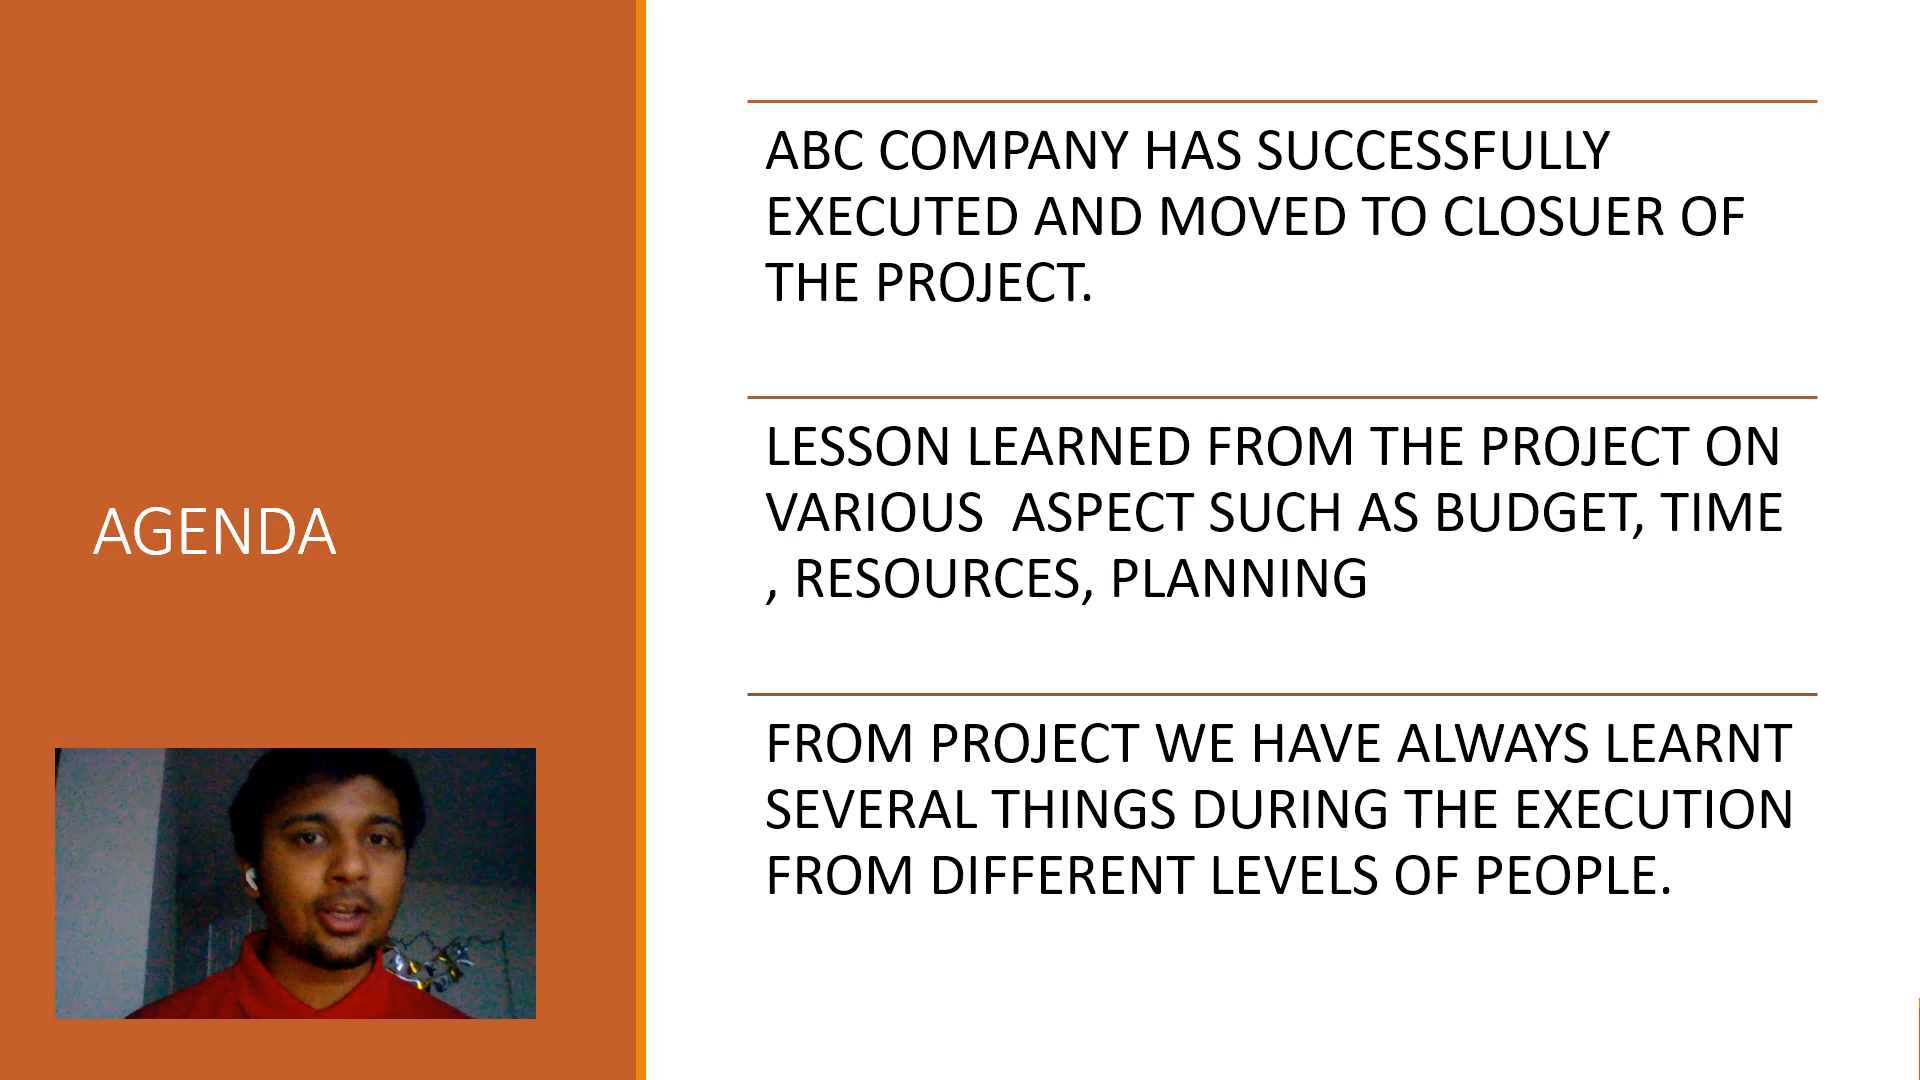 AGENDA
ABC COMPANY HAS SUCCESSFULLY
EXECUTED AND MOVED TO CLOSUER OF
THE PROJECT.
LESSON LEARNED FROM THE PROJECT ON
VARIOUS  ASPECT SUCH AS BUDGET, TIME
, RESOURCES, PLANNING
FROM PROJECT WE HAVE ALWAYS LEARNT
SEVERAL THINGS DURING THE EXECUTION
FROM DIFFERENT LEVELS OF PEOPLE.